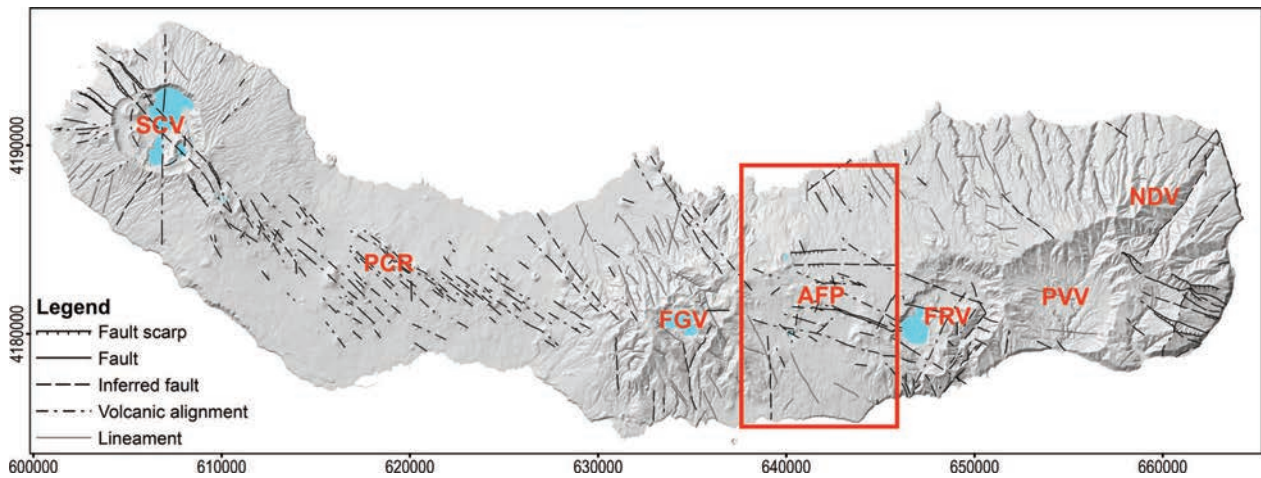 SCV
NDV
PCR
PVV
AFP
FGV
FRV
Legend
Fault scarp
Fault
Inferred fault
Volcanic alignment
Lineament
4190000
4180000
600000 610000 620000 630000 640000 650000 660000